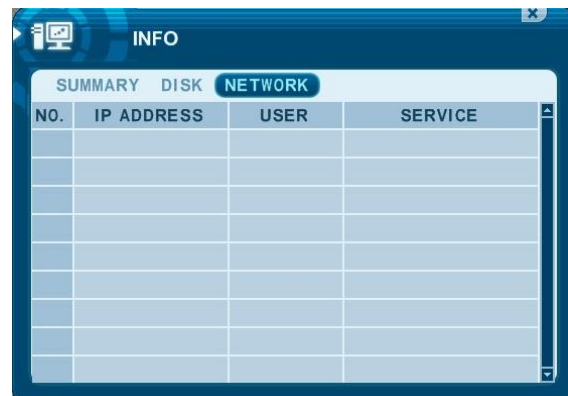 INFO
SUMMARY DISK NETWORK
NO. IP ADDRESS USER SERVICE